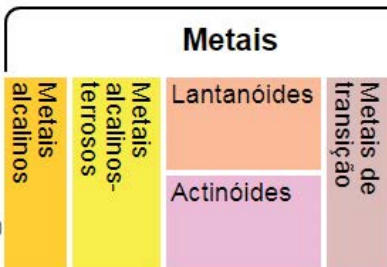 Metais
Metais
alcalinos
Metais
alcalinos-
terrosos
Lantanóides
Actinóides
Metais de
transição